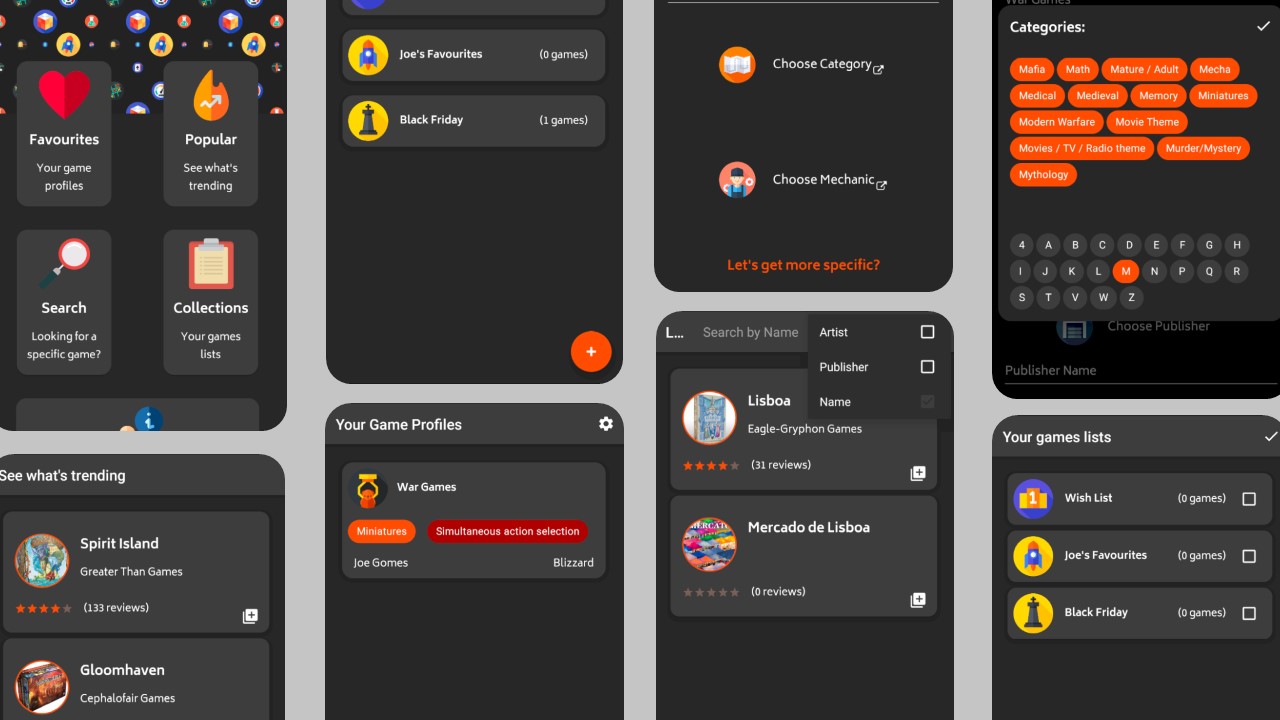 Favourites
Your game
profiles
Popular
See what's
trending
Search
Looking for a
specific game?
Collections
Your games
lists
See what's trending
Spirit Island
Greater Than Games
(133 reviews)
Gloomhaven
Cephalofair Games
Joe's Favourites
(0 games)
Black Friday
(1 games)
+
Your Game Profiles
War Games
Miniatures
Simultaneous action selection
Joe Gomes
Blizzard
Choose Category
Choose Mechanic
Let's get more specific?
L...
Search by Name
Artist
Publisher
Name
Lisboa
Eagle-Gryphon Games
(31 reviews)
MERCADO
Mercado de Lisboa
(0 reviews)
War Games
Categories:
Mafia Math Mature / Adult Mecha
Medical Medieval Memory Miniatures
Modern Warfare Movie Theme
Movies / TV / Radio theme Murder/Mystery
Mythology
4 A B C D E F G H
I J K L M N P Q R
S T V W Z
Choose Publisher
Publisher Name
Your games lists
1
Wish List
(0 games)
Joe's Favourites
(0 games)
Black Friday
(0 games)